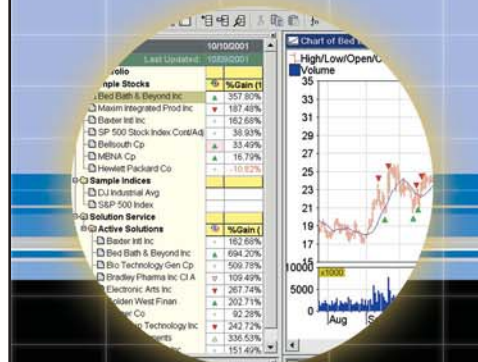 10/10/2001
Last Updated: 10/09/2001
%Gain (1
Bed Bath & Beyond Inc 357.80%
Maxim Integrated Prod Inc 187.48%
Baxter Intl Inc 162.68%
SP 500 Stock Index Cont/Adj 38.93%
Bellsouth Cp 33.49%
MBNA Cp 16.79%
Hewlett Packard Co -10.82%
Sample Indices
DJ Industrial Avg
S&P 500 Index
Solution Service
Active Solutions %Gain (
Baxter Intl Inc 162.68%
Bed Bath & Beyond Inc 694.20%
Bio Technology Gen Cp 509.78%
Bradley Pharma Inc Cl A 109.49%
Electronic Arts Inc 267.74%
Golden West Finan 202.71%
Co 92.28%
Technology Inc 242.72%
336.53%
Inc 151.49%
Chart of Bed
High/Low/Open/C
Volume
35
33
31
29
27
25
23
21
19
17
15
10000
x1000
5000
0
Aug